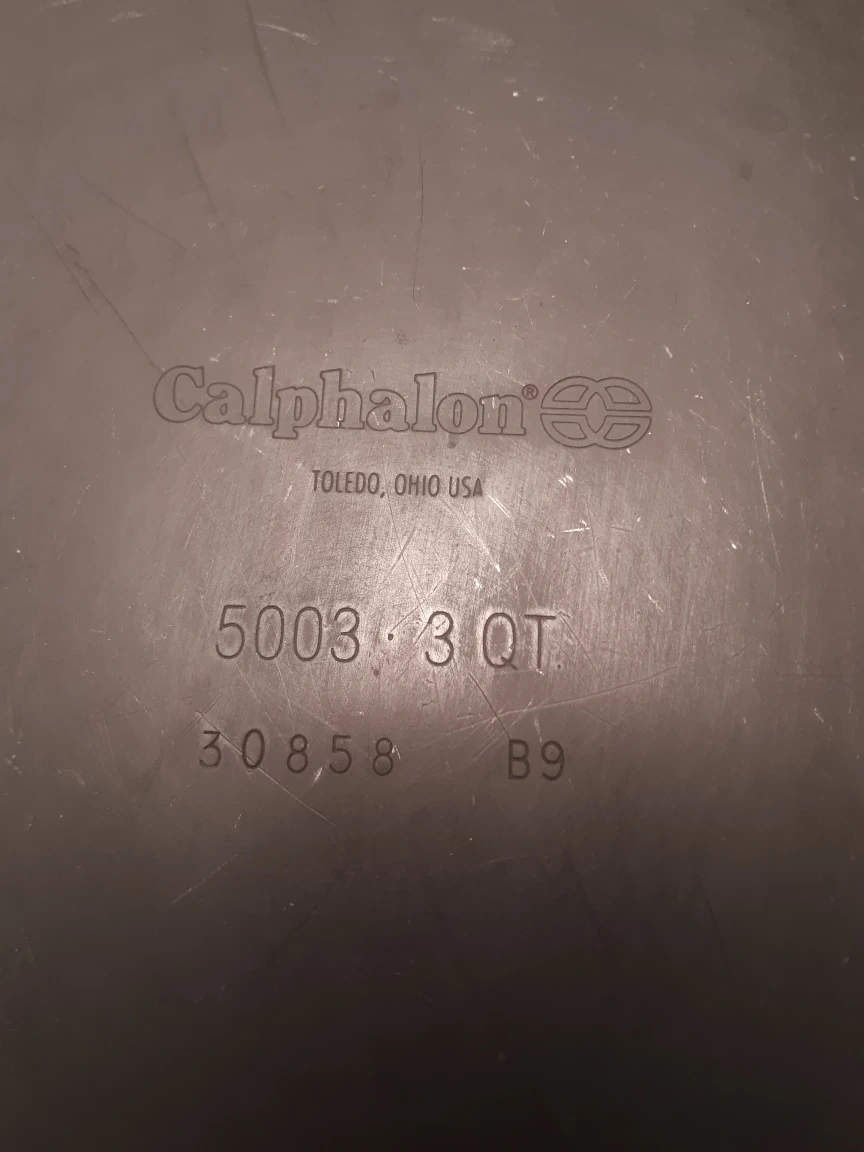 Calphalon®
TOLEDO, OHIO USA
5003 · 3 QT.
30858 B9